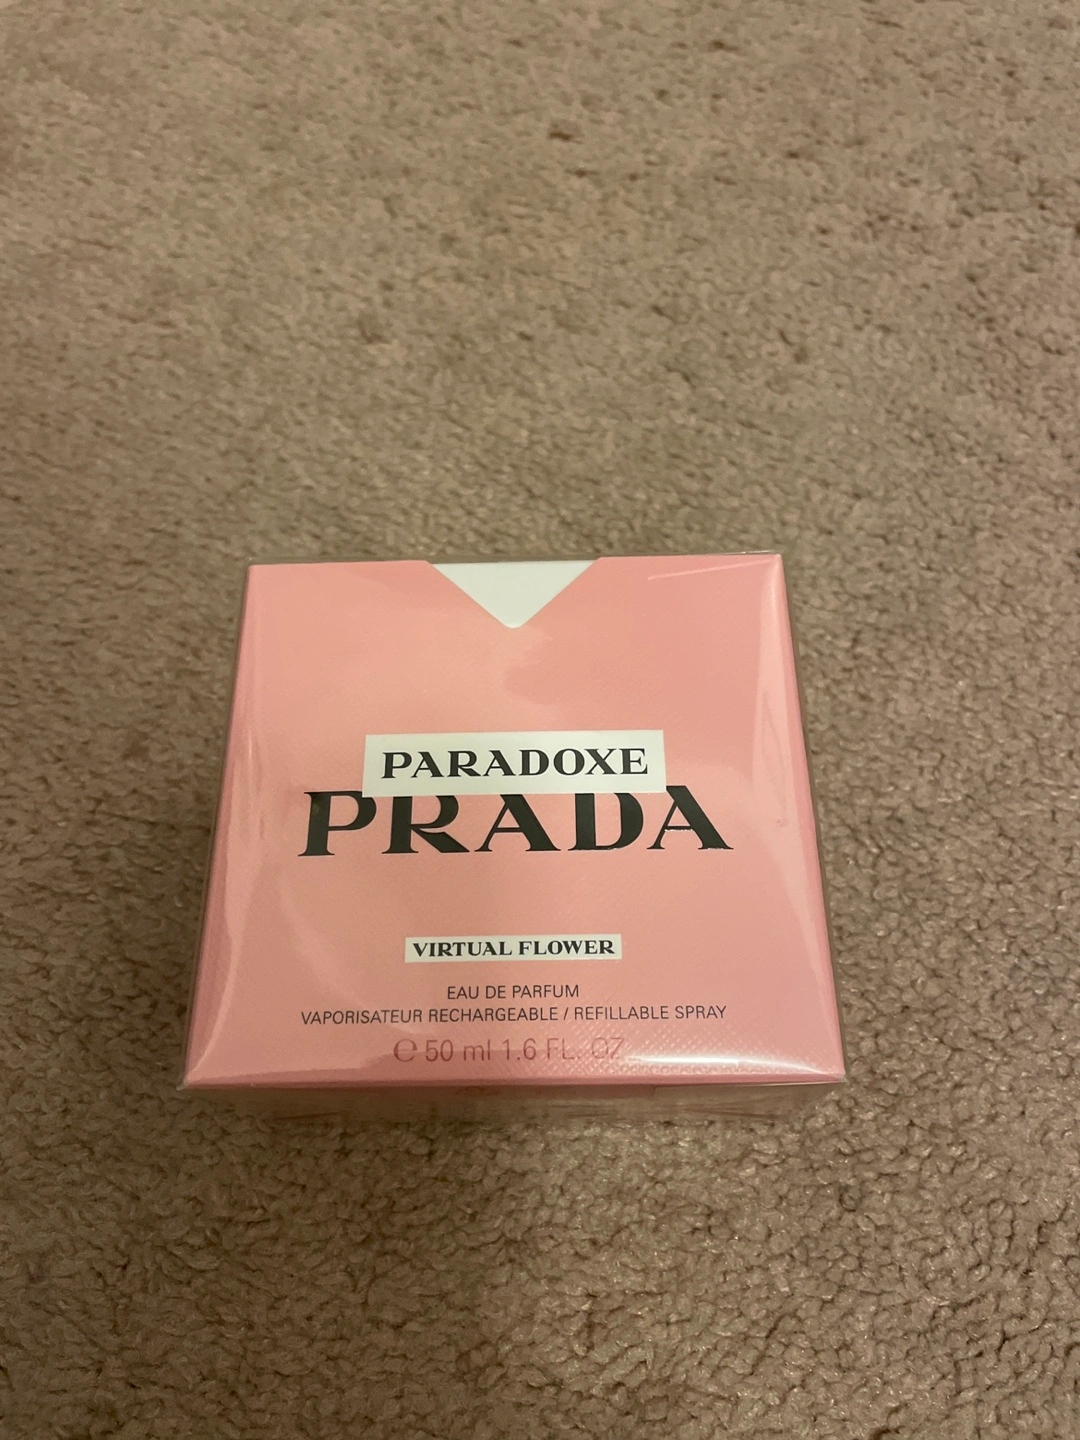 PARADOXE
PRADA
VIRTUAL FLOWER
EAU DE PARFUM
VAPORISATEUR RECHARGEABLE / REFILLABLE SPRAY
℮ 50 ml 1.6 FL. OZ